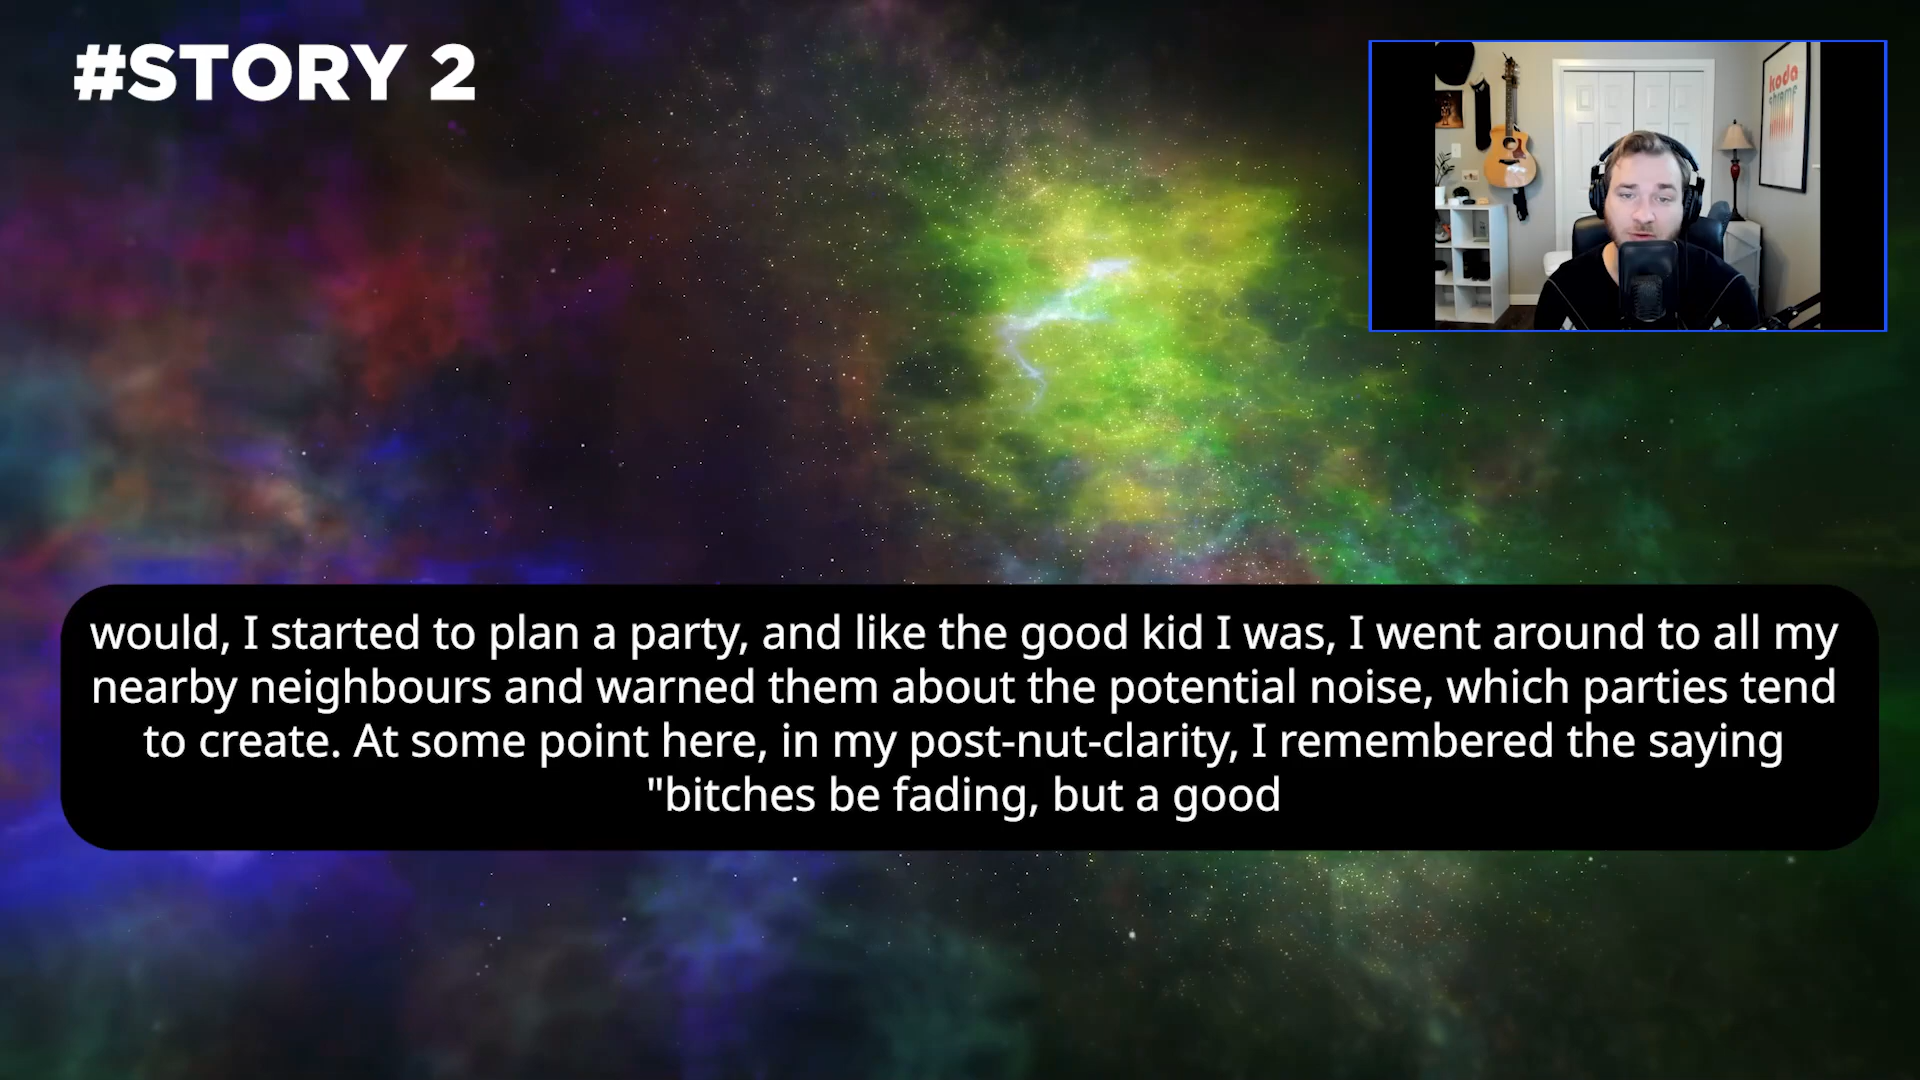 #STORY 2
koda
would, I started to plan a party, and like the good kid I was, I went around to all my
nearby neighbours and warned them about the potential noise, which parties tend
to create. At some point here, in my post-nut-clarity, I remembered the saying
"bitches be fading, but a good